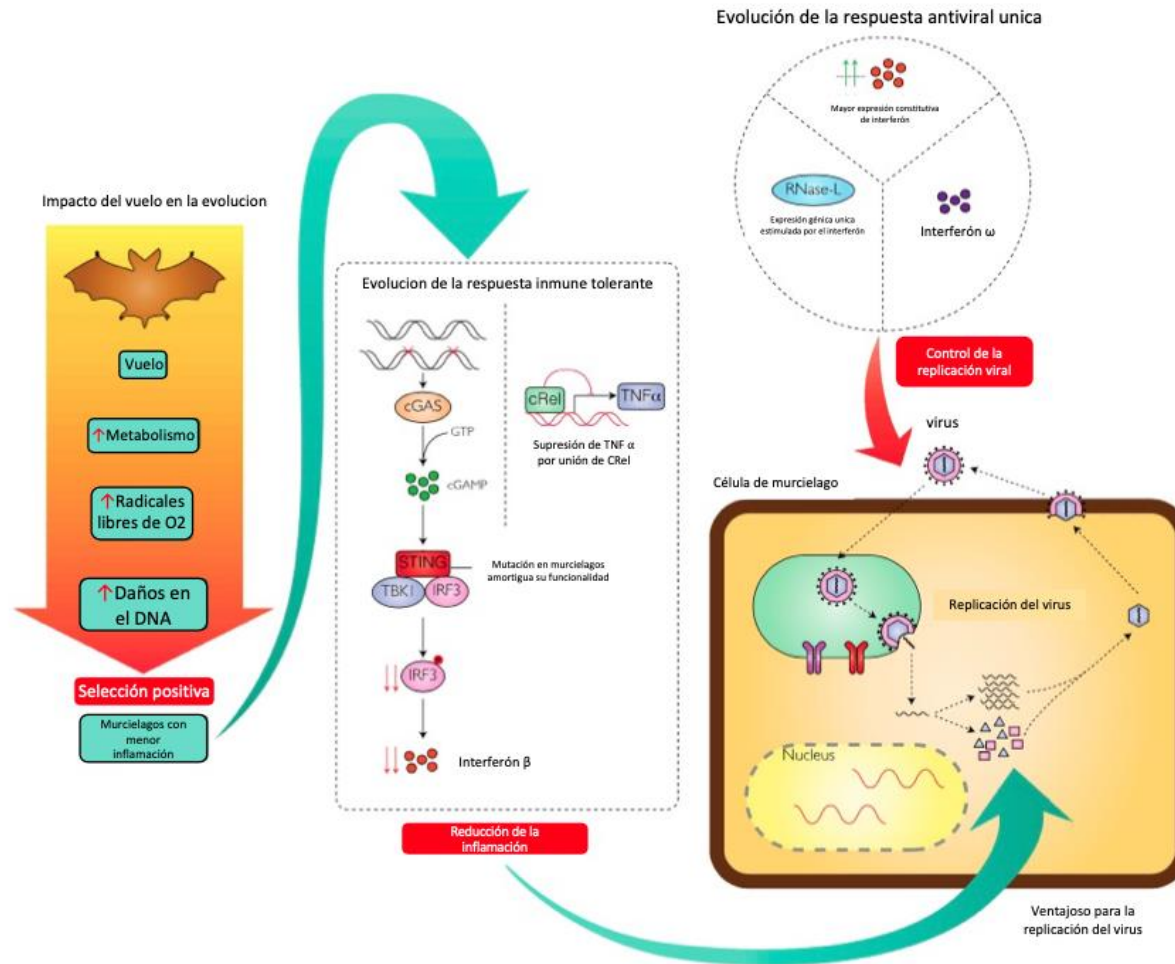 Evolución de la respuesta antiviral unica
Mayor expresión constitutiva
de interferón
RNase-L
Expresión génica unica
estimulada por el interferón
Interferón ω
Impacto del vuelo en la evolucion
Vuelo
↑Metabolismo
↑Radicales
libres de O2
↑Daños en
el DNA
Selección positiva
Murcielagos con
menor
inflamación
Evolucion de la respuesta inmune tolerante
cGAS
GTP
cGAMP
STING
TBK1
IRF3
Mutación en murcielagos
amortigua su funcionalidad
IRF3
Interferón β
cRel
TNFα
Supresión de TNF α
por unión de CRel
Reducción de la
inflamación
Control de la
replicación viral
virus
Célula de murcielago
Replicación del virus
Nucleus
Ventajoso para la
replicación del virus